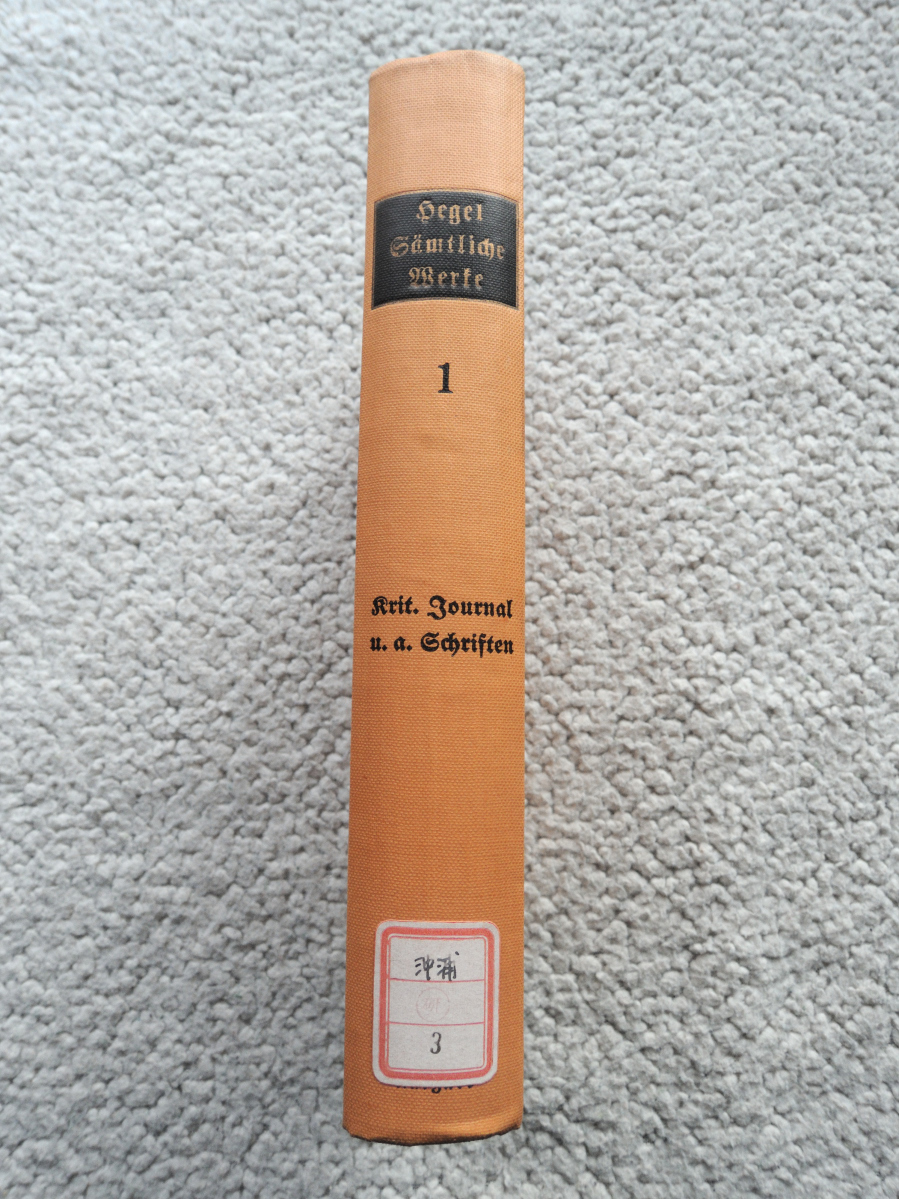 Hegel
Sämtliche
Werke
1
Krit. Journal
u. a. Schriften
沖浦
3